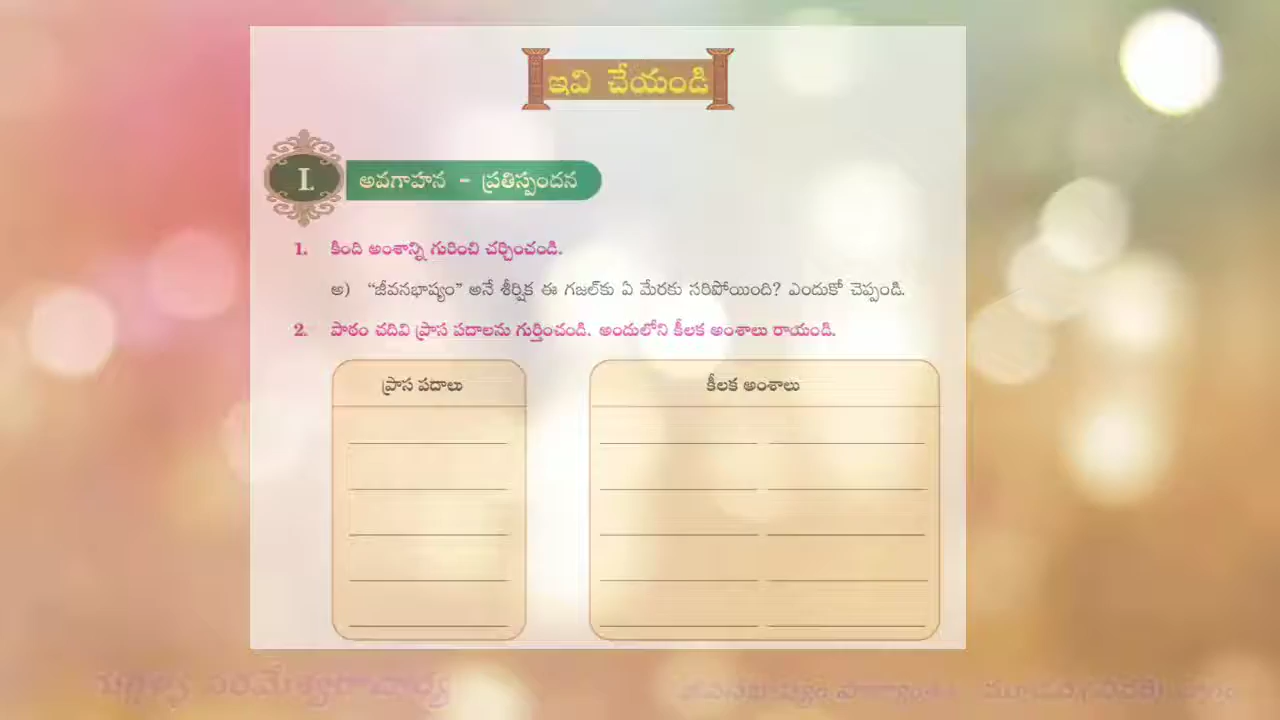 ఇవి చేయండి
I. అవగాహన - ప్రతిస్పందన
1. కింది అంశాన్ని గురించి చర్చించండి.
అ) “జీవనభాష్యం” అనే శీర్షిక ఈ గజల్‌కు ఏ మేరకు సరిపోయింది? ఎందుకో చెప్పండి.
2. పాఠం చదివి ప్రాస పదాలను గుర్తించండి. అందులోని కీలక అంశాలు రాయండి.
ప్రాస పదాలు
కీలక అంశాలు